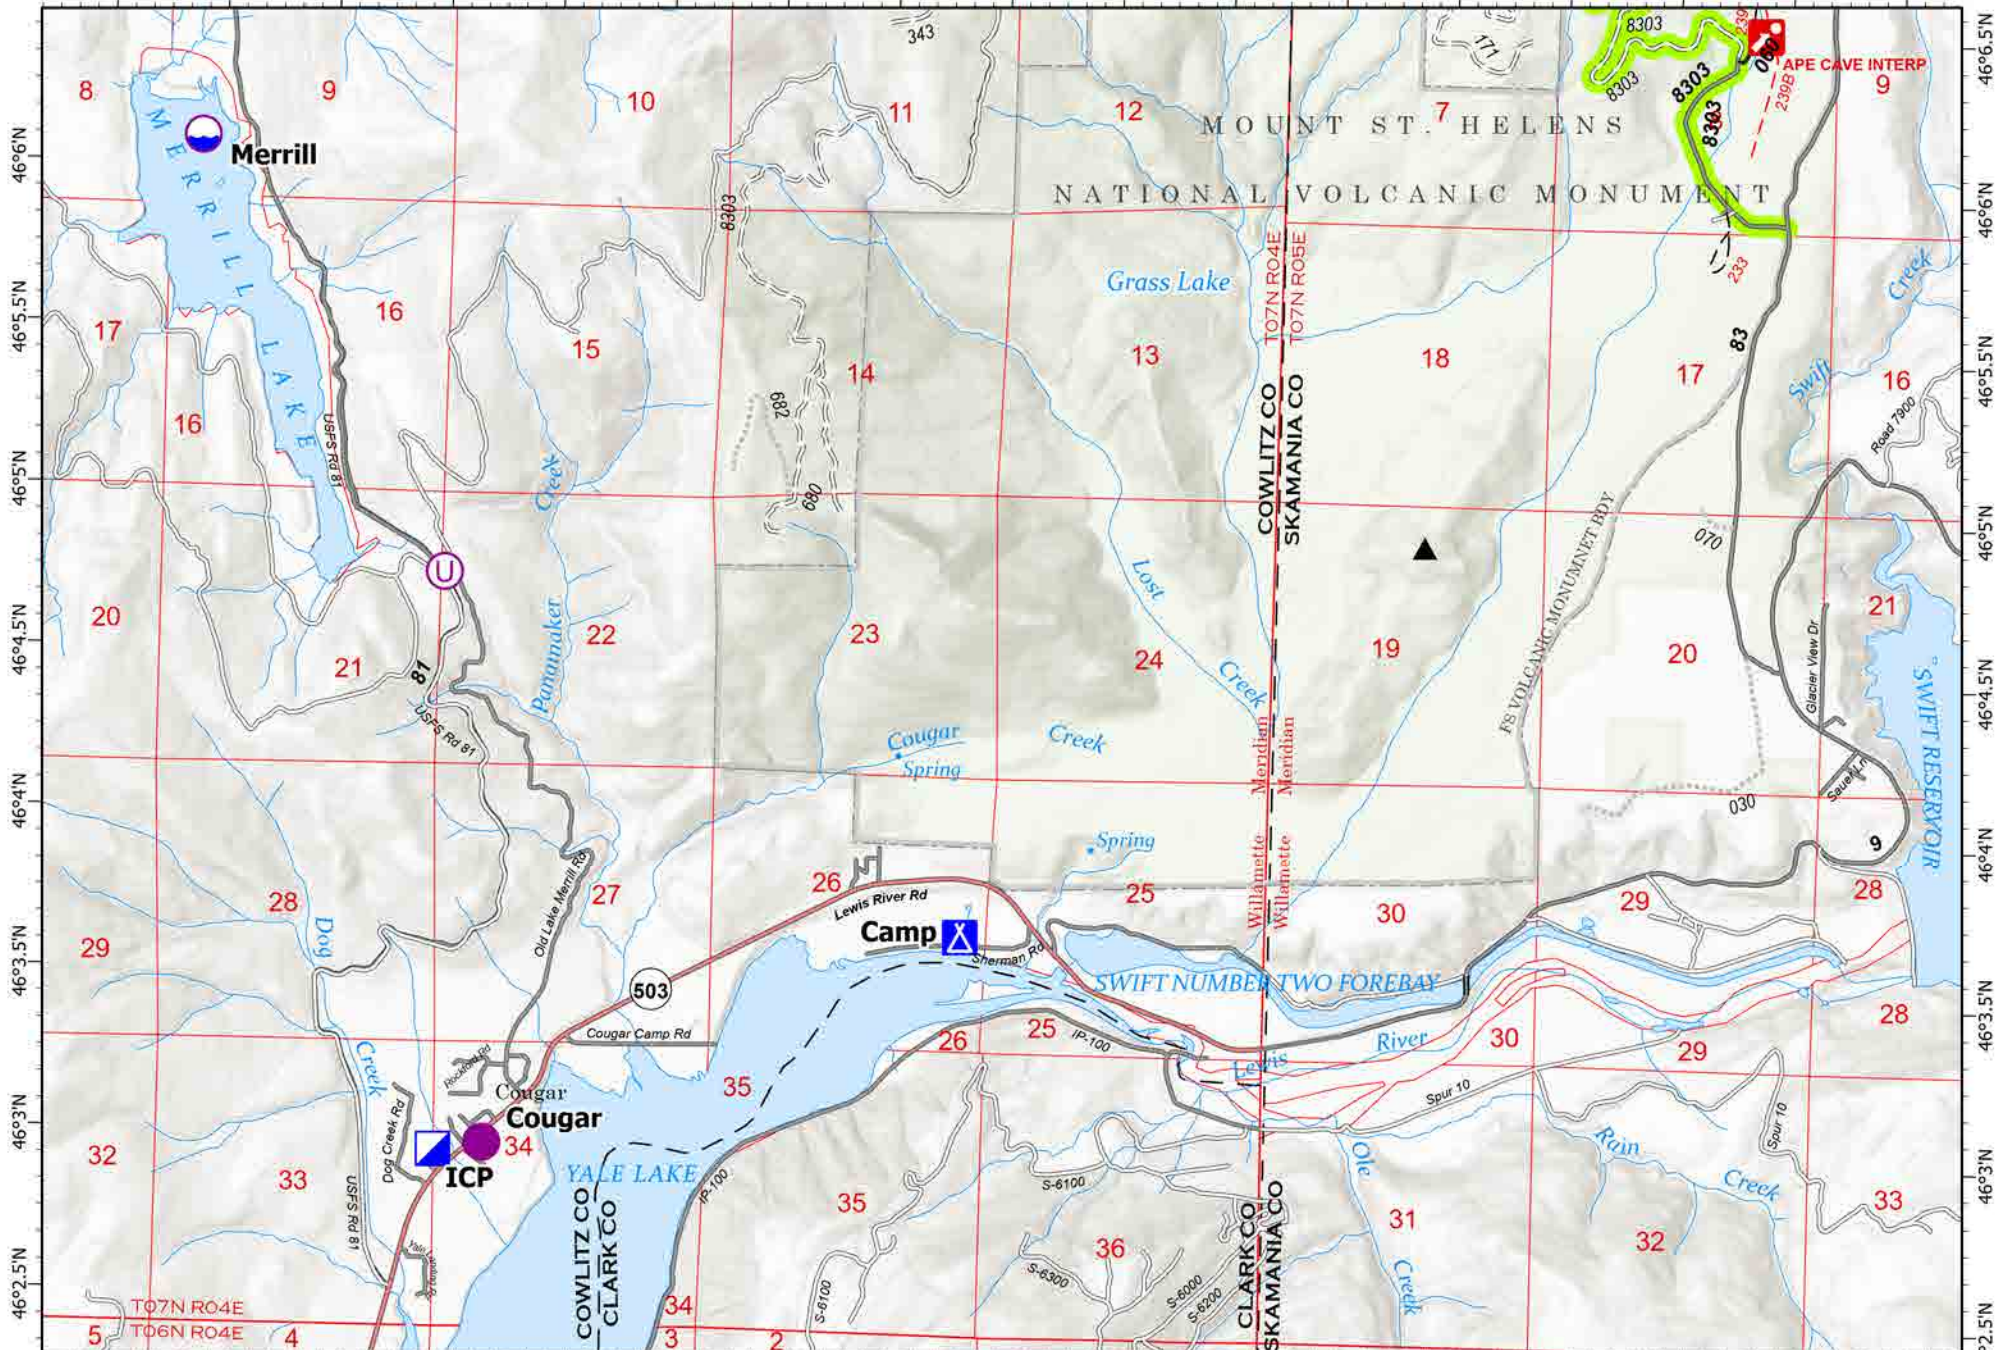 343
8303
239
171
060
8303
APE CAVE INTERP
8
9
10
11
12
7
8303
8303
239B
9
46°6.5'N
MOUNT ST. HELENS
46°6'N
Merrill
MERRILL LAKE
NATIONAL VOLCANIC MONUMENT
46°6'N
8303
T07N R04E
T07N R05E
233
Creek
Grass Lake
46°5.5'N
17
16
15
14
13
18
17
83
Swift
16
46°5.5'N
COWLITZ CO
SKAMANIA CO
682
16
USFS Rd 81
Road 7900
46°5'N
Creek
680
FS VOLCANIC MONUMNET BDY
070
46°5'N
U
Lost
20
46°4.5'N
21
22
Panamaker
23
24
19
20
21
Glacier View Dr
81
Creek
46°4.5'N
USFS Rd 81
SWIFT RESERVOIR
Cougar
Creek
Spring
Meridian
Meridian
46°4'N
Sauer Ln
030
9
46°4'N
Spring
Old Lake Merrill Rd
Willamette
Willamette
28
27
26
Lewis River Rd
25
30
29
28
Dog
29
Camp
Sherman Rd
46°3.5'N
503
SWIFT NUMBER TWO FOREBAY
46°3.5'N
Cougar Camp Rd
26
25
IP-100
River
30
28
29
Lewis
Creek
Rockford Rd
Cougar
35
Spur 10
46°3'N
Cougar
Dog Creek Rd
34
Spur 10
Rain
32
33
ICP
YALE LAKE
IP-100
S-6100
Ole
Creek
46°3'N
USFS Rd 81
35
31
33
36
32
COWLITZ CO
CLARK CO
CLARK CO
SKAMANIA CO
46°2.5'N
S-6300
S-6000
S-6200
S-6100
Creek
T07N R04E
T06N R04E
5
4
34
3
2
2.5'N